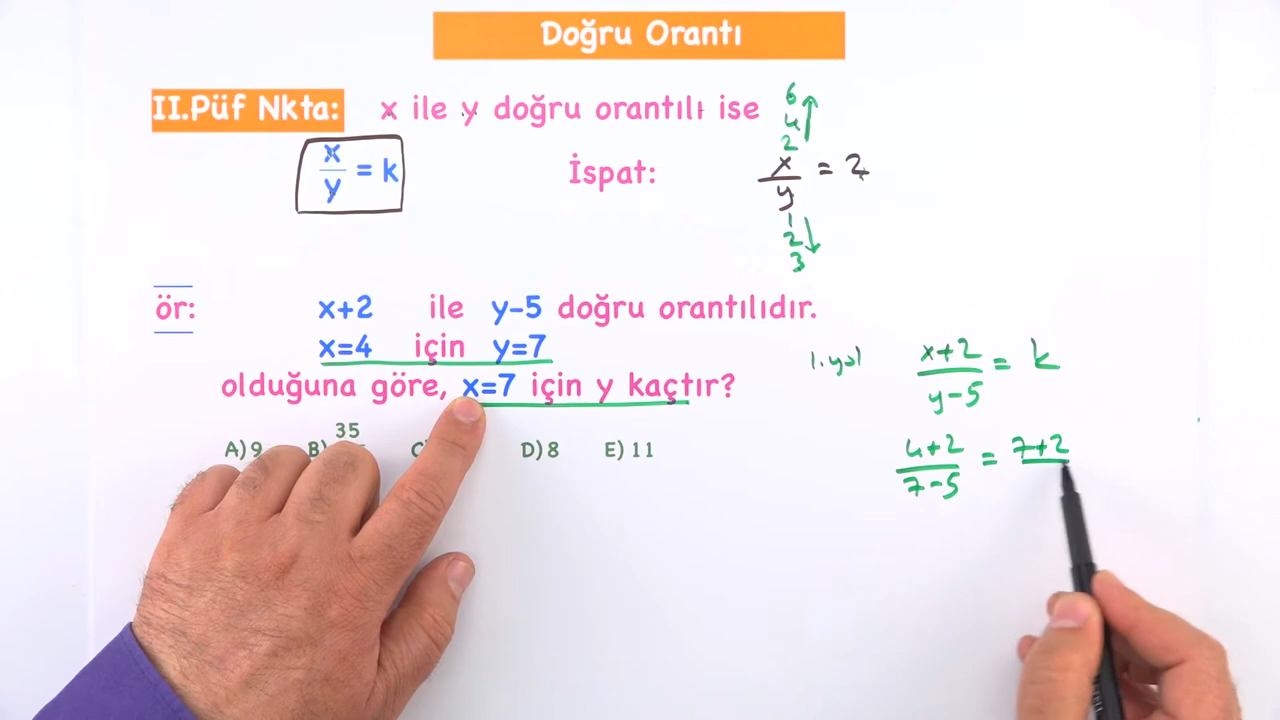 Doğru Orantı
II.Püf Nkta: x ile y doğru orantılı ise
x/y = k
İspat:
6
4
2
x/y = 2
1
2
3
ör: x+2 ile y-5 doğru orantılıdır.
x=4 için y=7
olduğuna göre, x=7 için y kaçtır?
A) 9 B) 35 C) D) 8 E) 11
1.yol x+2/y-5 = k
4+2/7-5 = 7+2